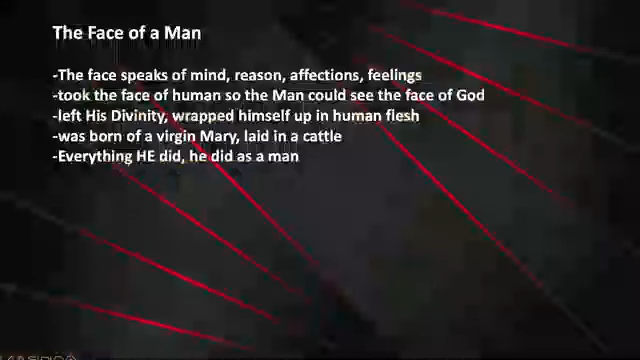 The Face of a Man
-The face speaks of mind, reason, affections, feelings
-took the face of human so the Man could see the face of God
-left His Divinity, wrapped himself up in human flesh
-was born of a virgin Mary, laid in a cattle
-Everything HE did, he did as a man